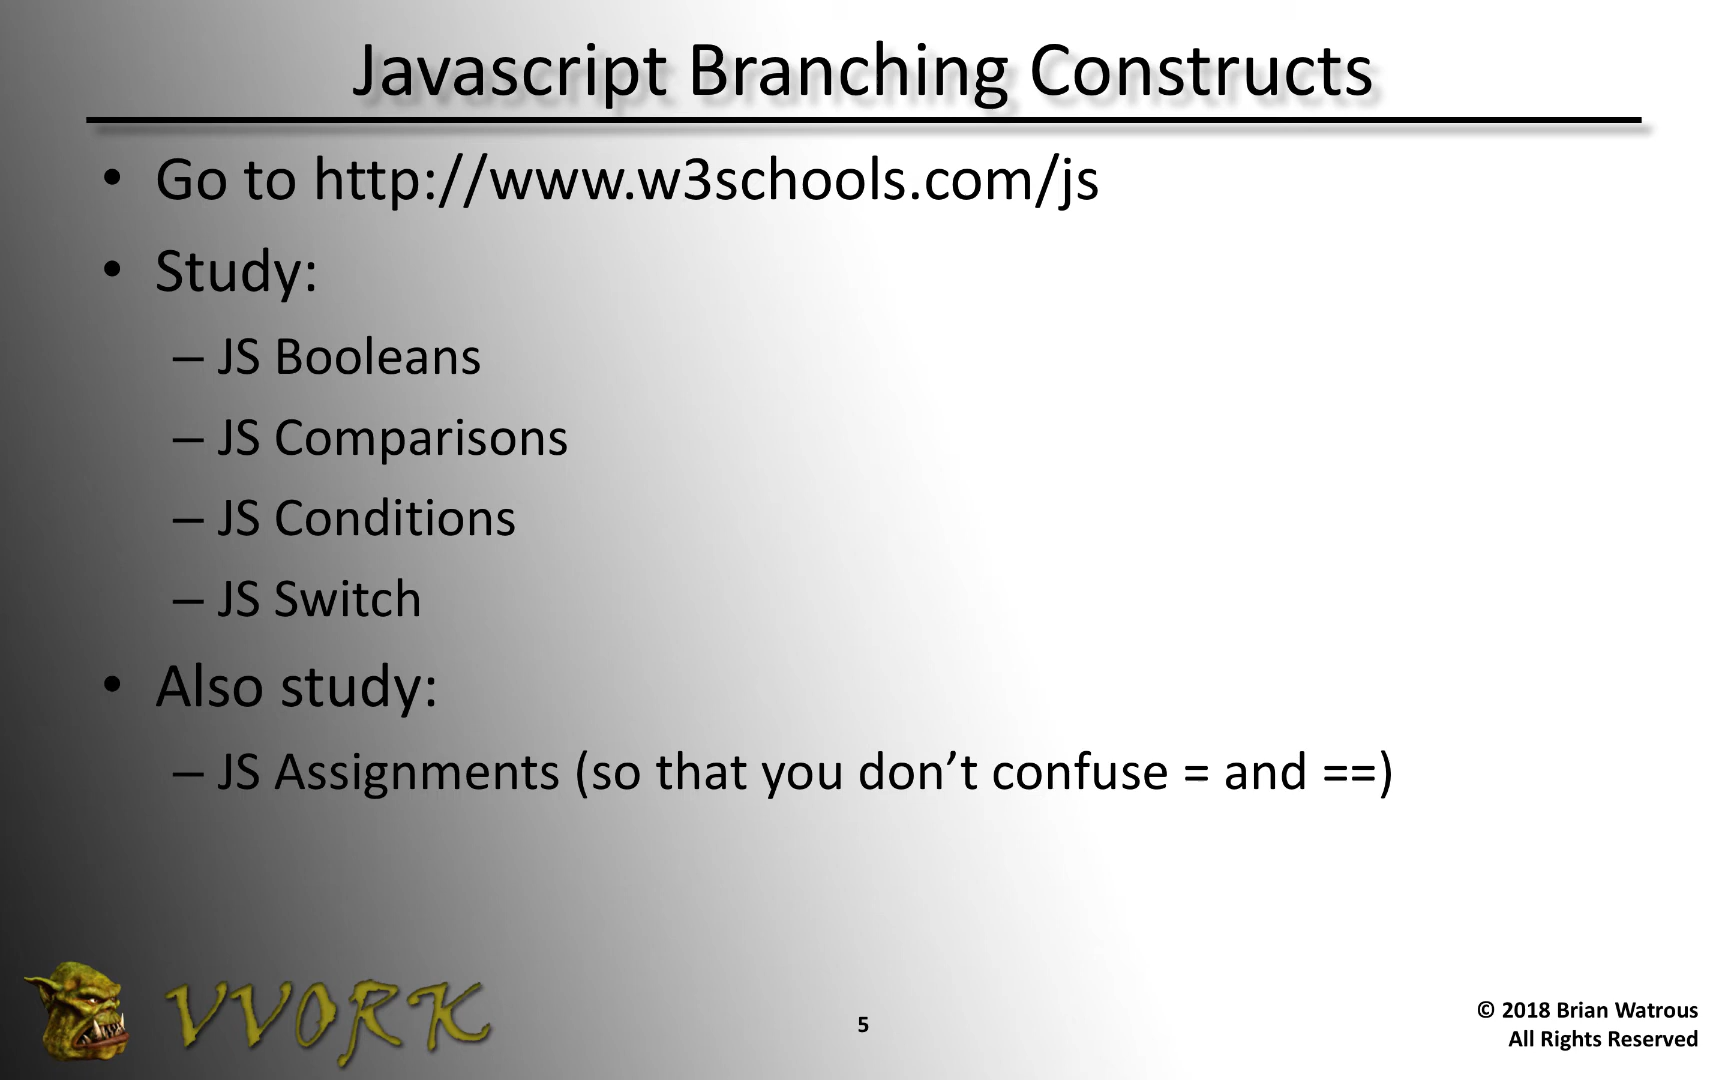 Javascript Branching Constructs
• Go to http://www.w3schools.com/js
• Study:
– JS Booleans
– JS Comparisons
– JS Conditions
– JS Switch
• Also study:
– JS Assignments (so that you don’t confuse = and ==)
VVORK
5
© 2018 Brian Watrous
All Rights Reserved